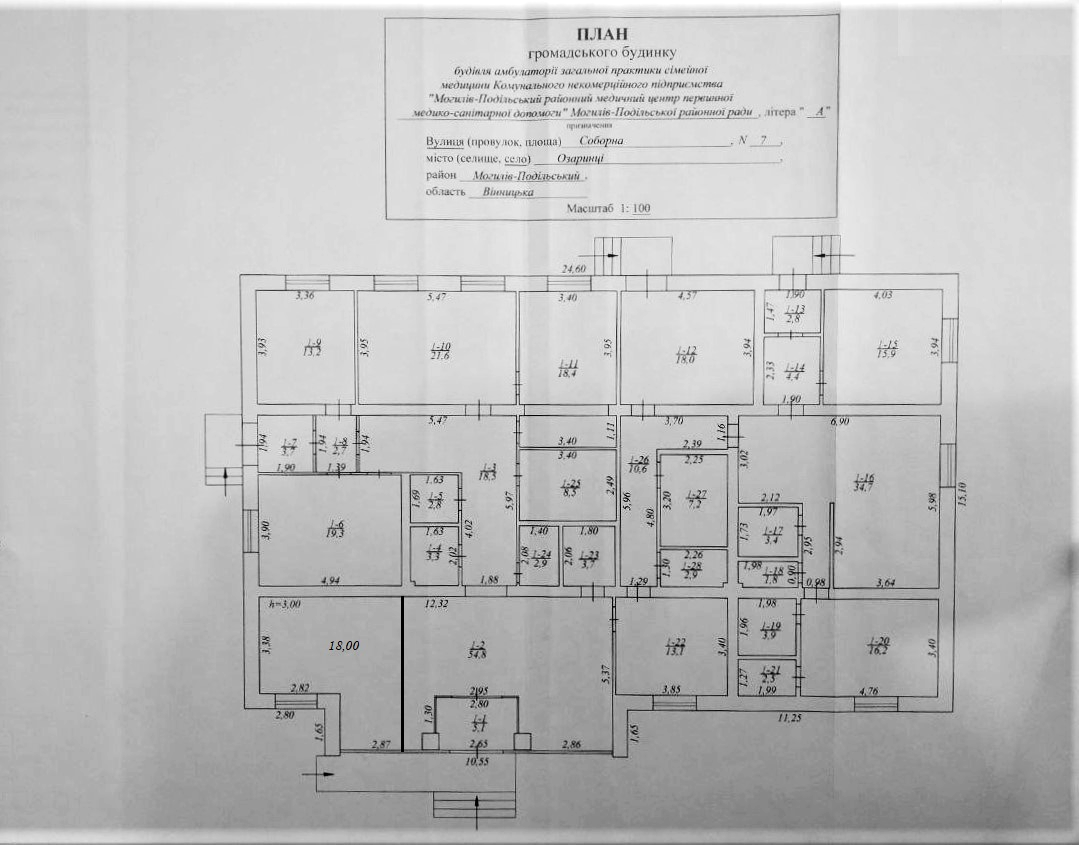 ПЛАН
громадського будинку
будівля амбулаторії загальної практики сімейної
медицини Комунального некомерційного підприємства
"Могилів-Подільський районний медичний центр первинної
медико-санітарної допомоги" Могилів-Подільської районної ради , літера " А"
призначення
Вулиця (провулок, площа) Соборна , N 7 ,
місто (селище, село) Озаринці ,
район Могилів-Подільський ,
область Вінницька
Масштаб 1: 100
24,60
3,36 5,47 3,40 4,57 1,90 4,03
1,47 1-13 2,8
3,93 1-9 13,2 3,95 1-10 21,6 1-11 18,4 3,95 1-12 18,0 3,94 1-15 15,9 3,94
2,33 1-14 4,4
1,90
5,47 3,70 6,90
1,94 1-7 3,7 1,94 1-8 2,7 1,94 1,11 1,16
3,40 2,39
1,90 1,39 1-3 18,5 3,40 1-26 10,6 2,25 3,02 1-16 34,7
1,63 1-25 8,5 2,49
1,69 1-5 2,8 5,97 5,96 3,20 1-27 7,2 2,12 5,98 15,10
3,90 1-6 19,3 4,80 1,97
1,63 4,02 1,40 1,80 1,73 1-17 3,4
1-4 3,3 2,02 2,08 1-24 2,9 2,06 1-23 3,7 2,26 2,95 2,94
1,30 1-28 2,9 1,98 1-18 1,8 0,90
4,94 1,88 1,29 0,98 3,64
h=3,00 12,32 1,98
3,38 18,00 1-2 54,8 1-22 13,1 3,40 1,96 1-19 3,9 1-20 16,2 3,40
5,37 1,27 1-21 2,5
2,82 2,95 3,85 1,99 4,76
2,80 2,80 11,25
1,65 1,30 1-1 5,1 1,65
2,87 2,65 2,86
10,55